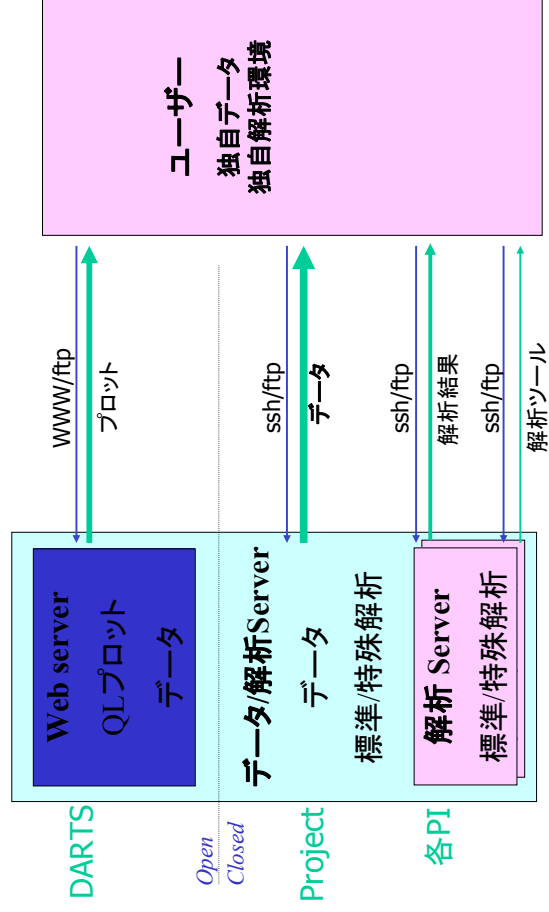 DARTS
Web server
QLプロット
データ
WWW/ftp
プロット
ユーザー
独自データ
独自解析環境
Open
Closed
Project
データ/解析Server
データ
標準/特殊解析
ssh/ftp
データ
各PI
解析 Server
標準/特殊解析
ssh/ftp
解析結果
ssh/ftp
解析ツール